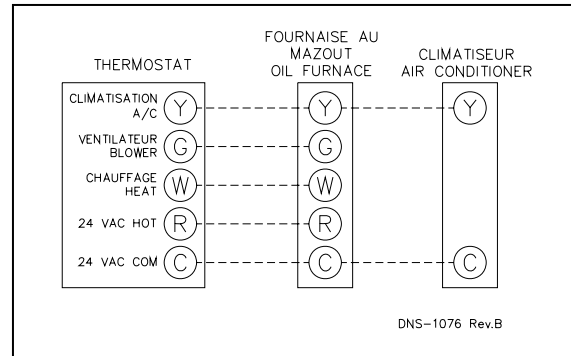 THERMOSTAT
FOURNAISE AU
MAZOUT
OIL FURNACE
CLIMATISEUR
AIR CONDITIONER
CLIMATISATION
A/C
Y
Y
Y
VENTILATEUR
BLOWER
G
G
CHAUFFAGE
HEAT
W
W
24 VAC HOT
R
R
24 VAC COM
C
C
C
DNS-1076 Rev.B